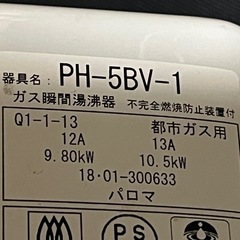 器具名: PH-5BV-1
ガス瞬間湯沸器 不完全燃焼防止装置付
Q1-1-13 都市ガス用
12A 13A
9.80kW 10.5kW
18·01-300633
パロマ
PS